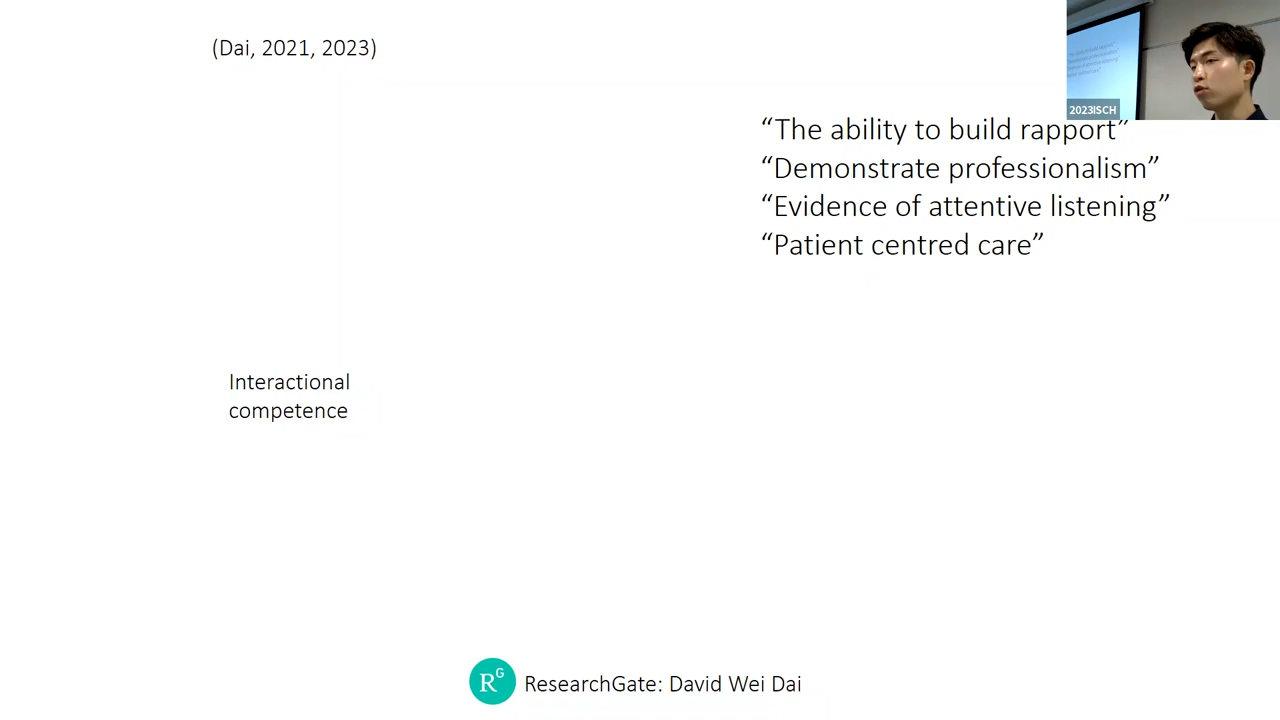 (Dai, 2021, 2023)
2023ISCH
“The ability to build rapport”
“Demonstrate professionalism”
“Evidence of attentive listening”
“Patient centred care”
Interactional
competence
RG
ResearchGate: David Wei Dai